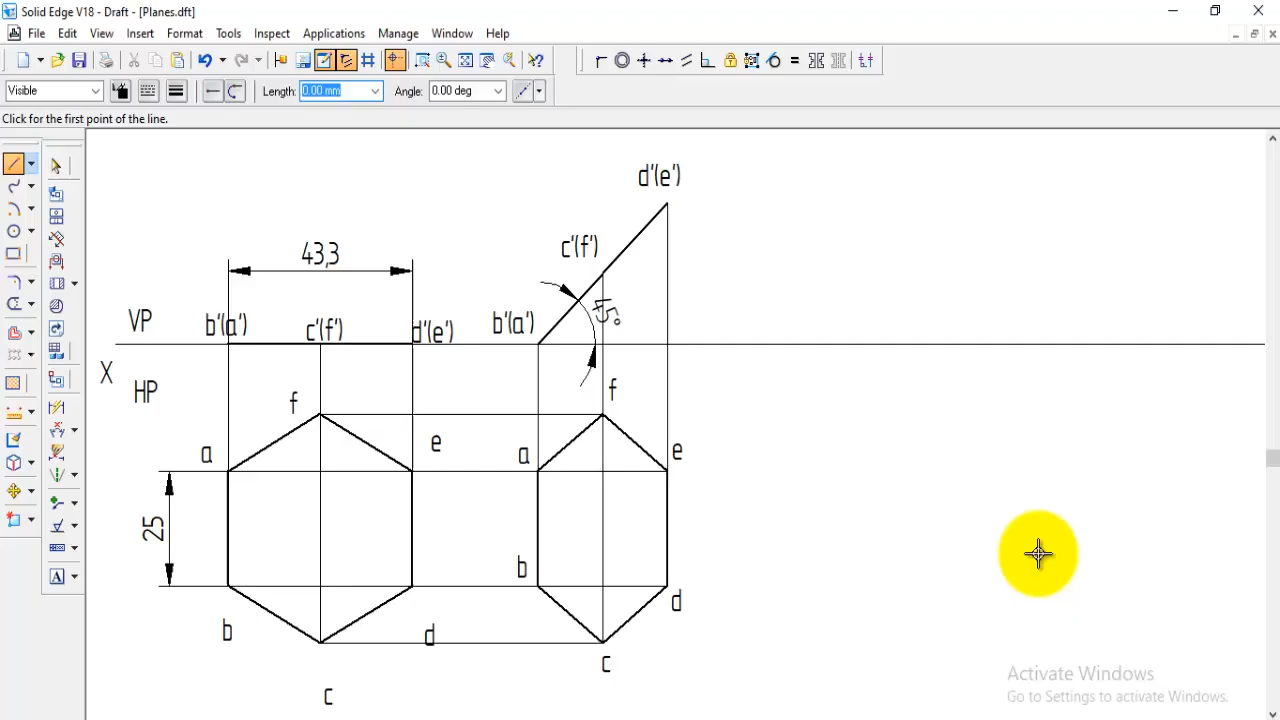 Solid Edge V18 - Draft - [Planes.dft]
File Edit View Insert Format Tools Inspect Applications Manage Window Help
Visible Length: 0.00 mm Angle: 0.00 deg
Click for the first point of the line.
d'(e')
c'(f')
43,3
45°
VP b'(a') c'(f') d'(e') b'(a')
X
HP
f f
a e a e
25
b b
d d
c
c
A
Activate Windows
Go to Settings to activate Windows.